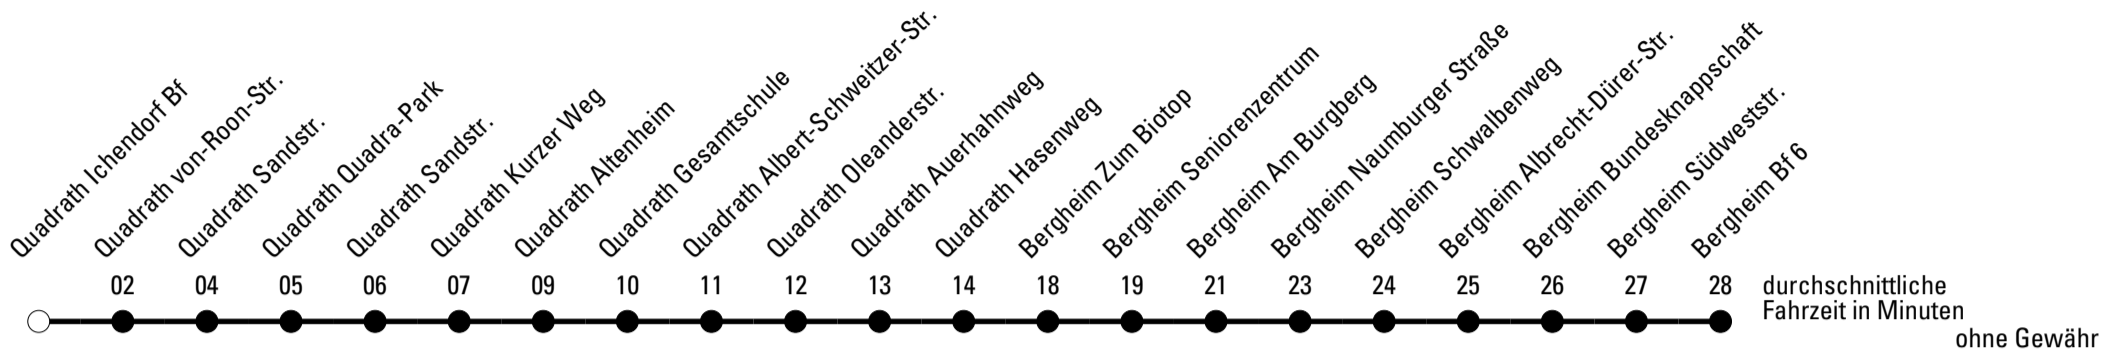 Quadrath Ichendorf Bf
Quadrath von-Roon-Str.
Quadrath Sandstr.
Quadrath Quadra-Park
Quadrath Sandstr.
Quadrath Kurzer Weg
Quadrath Altenheim
Quadrath Gesamtschule
Quadrath Albert-Schweitzer-Str.
Quadrath Oleanderstr.
Quadrath Auerhahnweg
Quadrath Hasenweg
Bergheim Zum Biotop
Bergheim Seniorenzentrum
Bergheim Am Burgberg
Bergheim Naumburger Straße
Bergheim Schwalbenweg
Bergheim Albrecht-Dürer-Str.
Bergheim Bundesknappschaft
Bergheim Südweststr.
Bergheim Bf 6
02 04 05 06 07 09 10 11 12 13 14 18 19 21 23 24 25 26 27 28 durchschnittliche
Fahrzeit in Minuten
ohne Gewähr